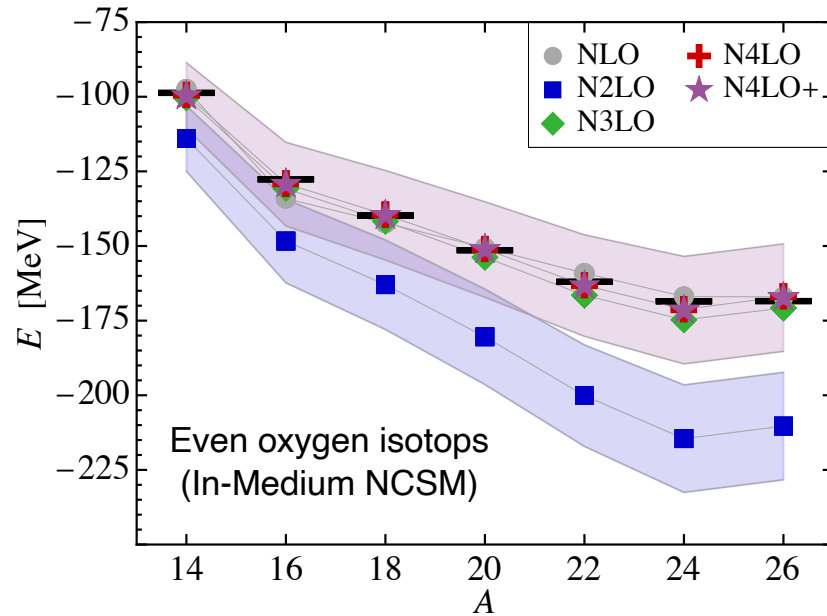 −75
−100
−125
−150
−175
−200
−225
E [MeV]
NLO
N2LO
N3LO
N4LO
N4LO+
Even oxygen isotops
(In-Medium NCSM)
14 16 18 20 22 24 26
A